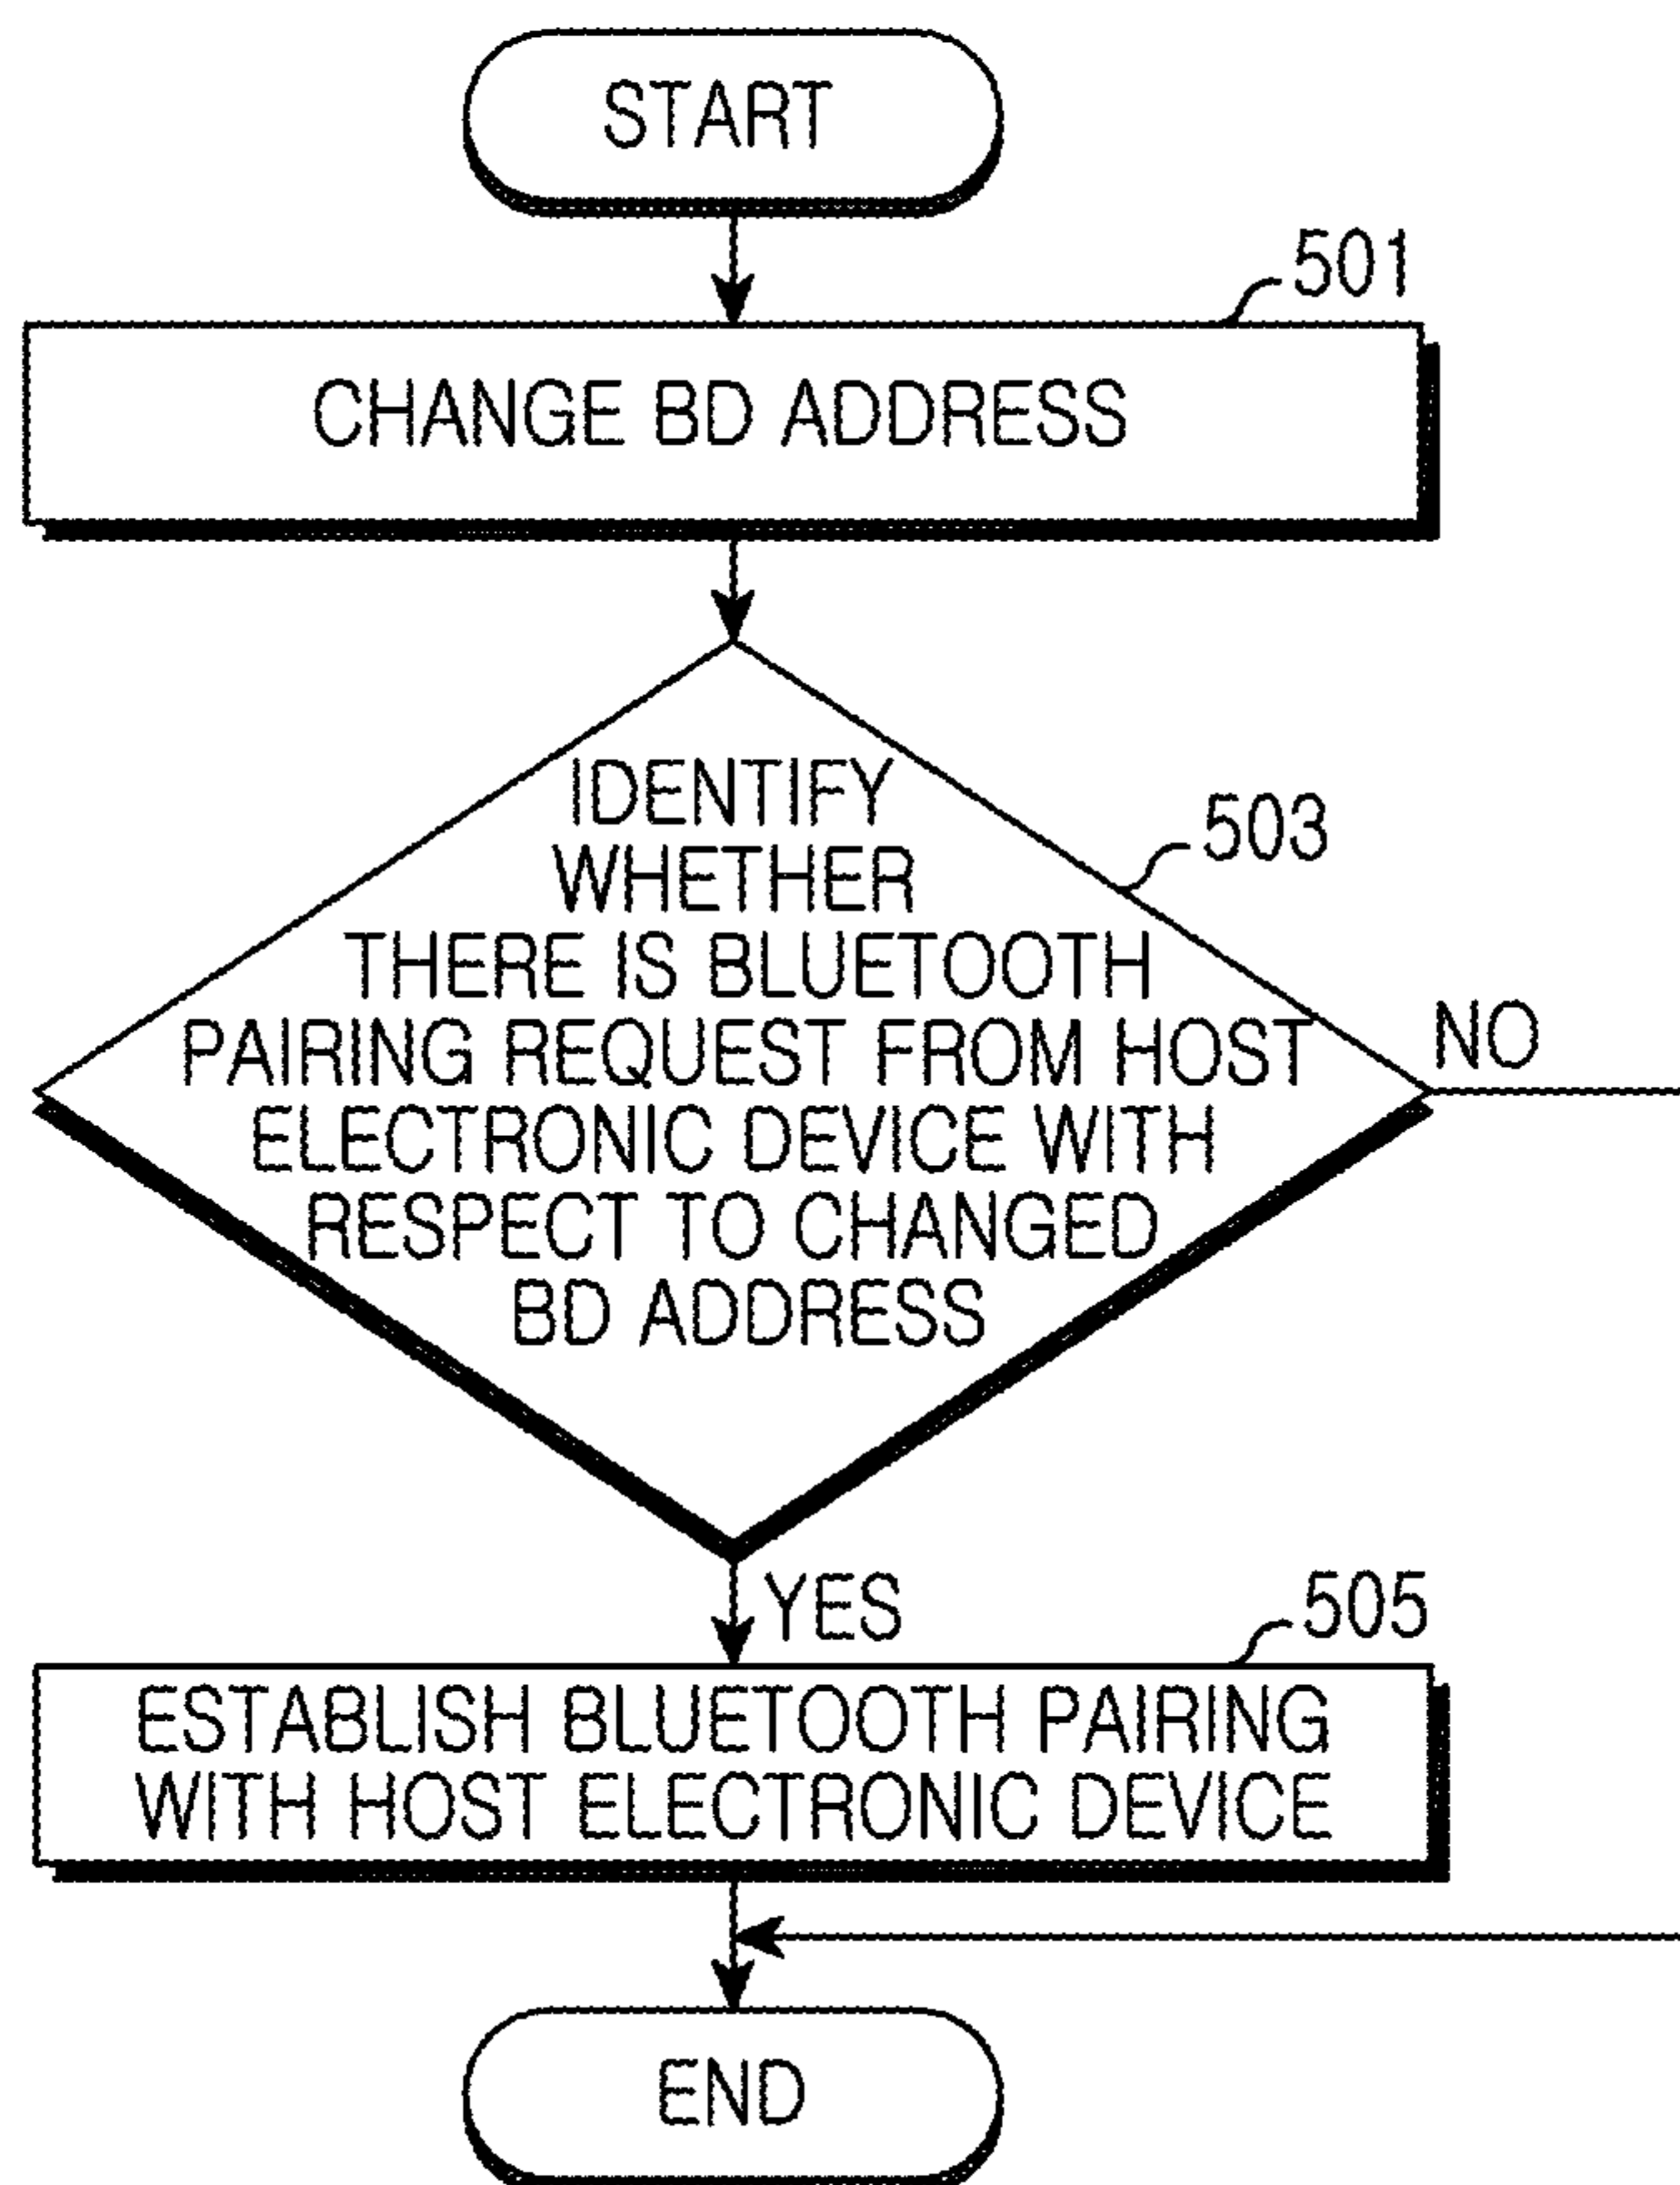 START
501
CHANGE BD ADDRESS
IDENTIFY
WHETHER
503
THERE IS BLUETOOTH
PAIRING REQUEST FROM HOST
NO
ELECTRONIC DEVICE WITH
RESPECT TO CHANGED
BD ADDRESS
YES
505
ESTABLISH BLUETOOTH PAIRING
WITH HOST ELECTRONIC DEVICE
END